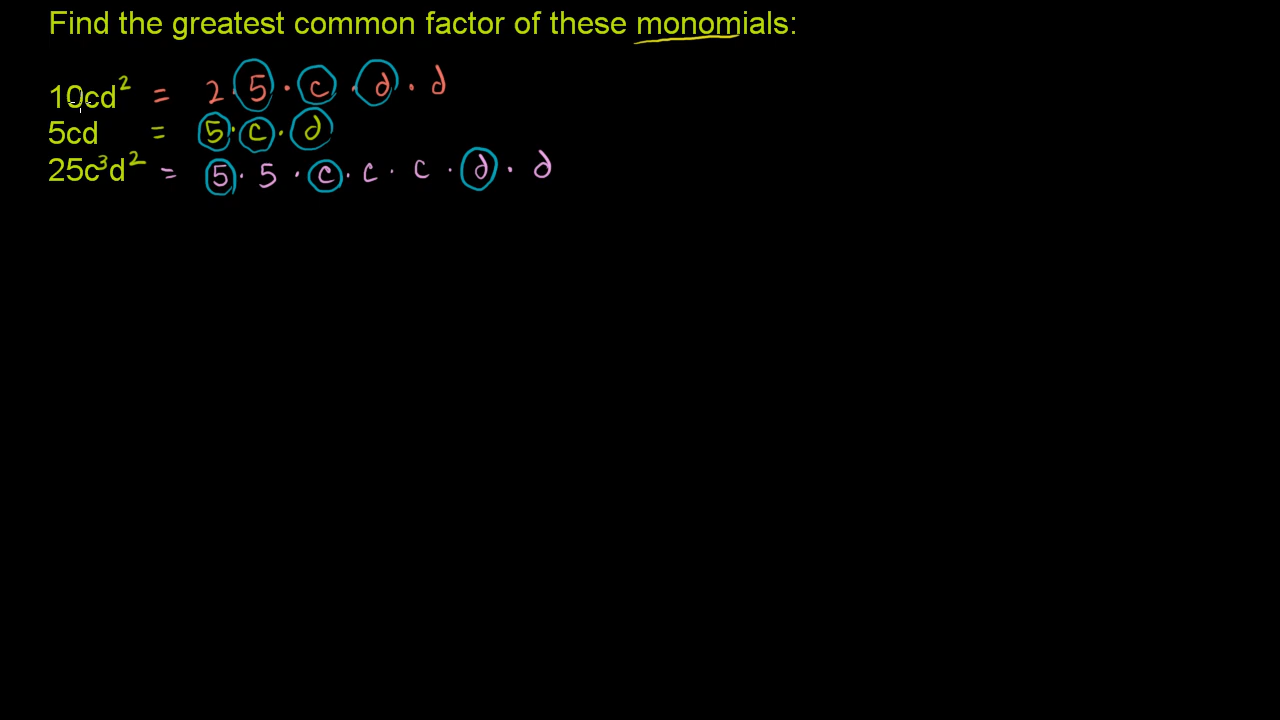 Find the greatest common factor of these monomials:
10cd² = 2 · 5 · c · d · d
5cd = 5 · c · d
25c³d² = 5 · 5 · c · c · c · d · d